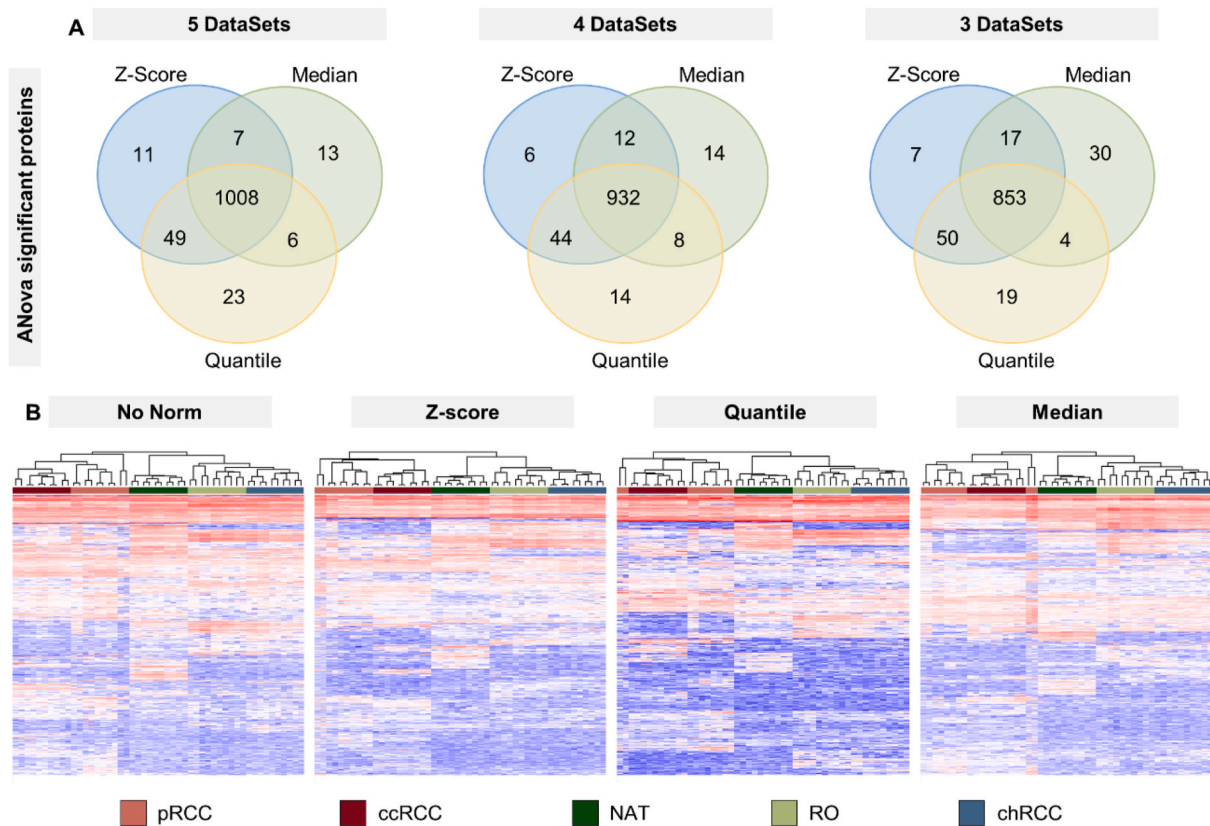 A
5 DataSets
4 DataSets
3 DataSets
ANova significant proteins
Z-Score Median
11 7 13
1008
49 6
23
Quantile
Z-Score Median
6 12 14
932
44 8
14
Quantile
Z-Score Median
7 17 30
853
50 4
19
Quantile
B
No Norm
Z-score
Quantile
Median
pRCC
ccRCC
NAT
RO
chRCC